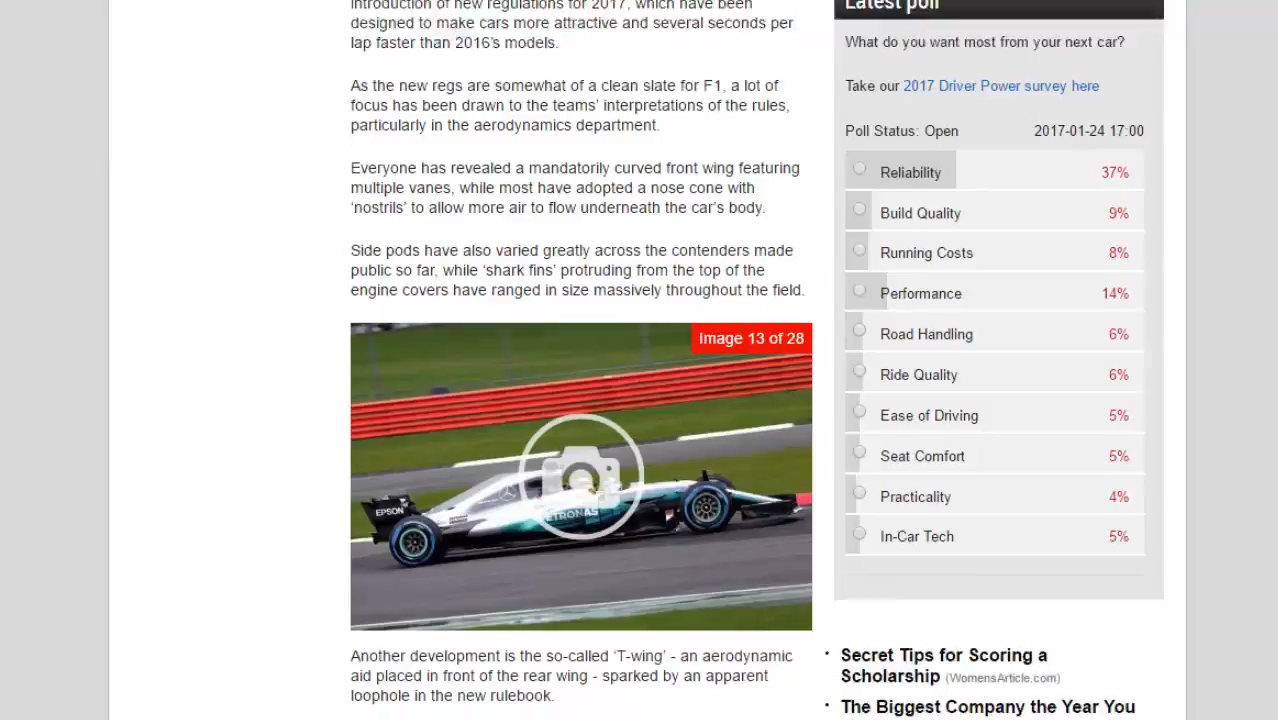 introduction of new regulations for 2017, which have been
designed to make cars more attractive and several seconds per
lap faster than 2016's models.
As the new regs are somewhat of a clean slate for F1, a lot of
focus has been drawn to the teams' interpretations of the rules,
particularly in the aerodynamics department.
Everyone has revealed a mandatorily curved front wing featuring
multiple vanes, while most have adopted a nose cone with
‘nostrils’ to allow more air to flow underneath the car's body.
Side pods have also varied greatly across the contenders made
public so far, while ‘shark fins’ protruding from the top of the
engine covers have ranged in size massively throughout the field.
Image 13 of 28
EPSON
PETRONAS
Another development is the so-called ‘T-wing’ - an aerodynamic
aid placed in front of the rear wing - sparked by an apparent
loophole in the new rulebook.
Latest poll
What do you want most from your next car?
Take our 2017 Driver Power survey here
Poll Status: Open 2017-01-24 17:00
Reliability 37%
Build Quality 9%
Running Costs 8%
Performance 14%
Road Handling 6%
Ride Quality 6%
Ease of Driving 5%
Seat Comfort 5%
Practicality 4%
In-Car Tech 5%
• Secret Tips for Scoring a
Scholarship (WomensArticle.com)
• The Biggest Company the Year You